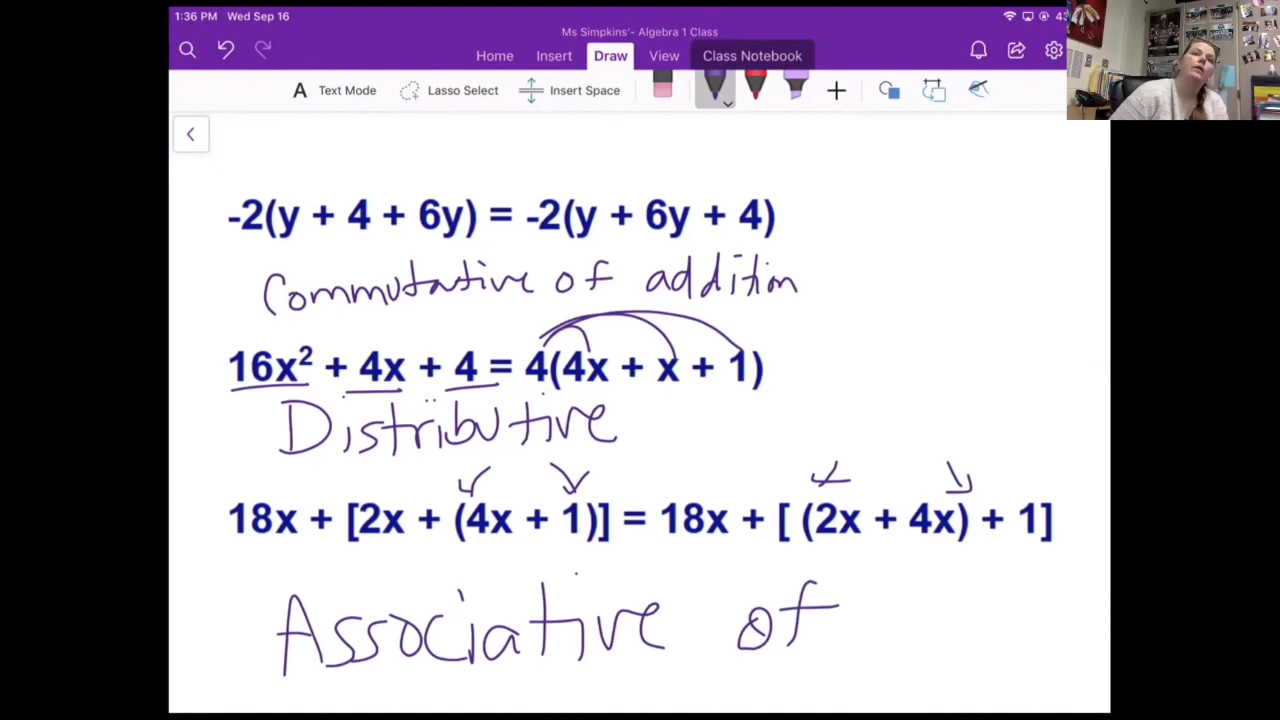 1:36 PM Wed Sep 16
Ms Simpkins'- Algebra 1 Class
Home Insert Draw View Class Notebook
A Text Mode Lasso Select Insert Space
-2(y + 4 + 6y) = -2(y + 6y + 4)
Commutative of addition
16x² + 4x + 4 = 4(4x + x + 1)
Distributive
18x + [2x + (4x + 1)] = 18x + [ (2x + 4x) + 1]
Associative of